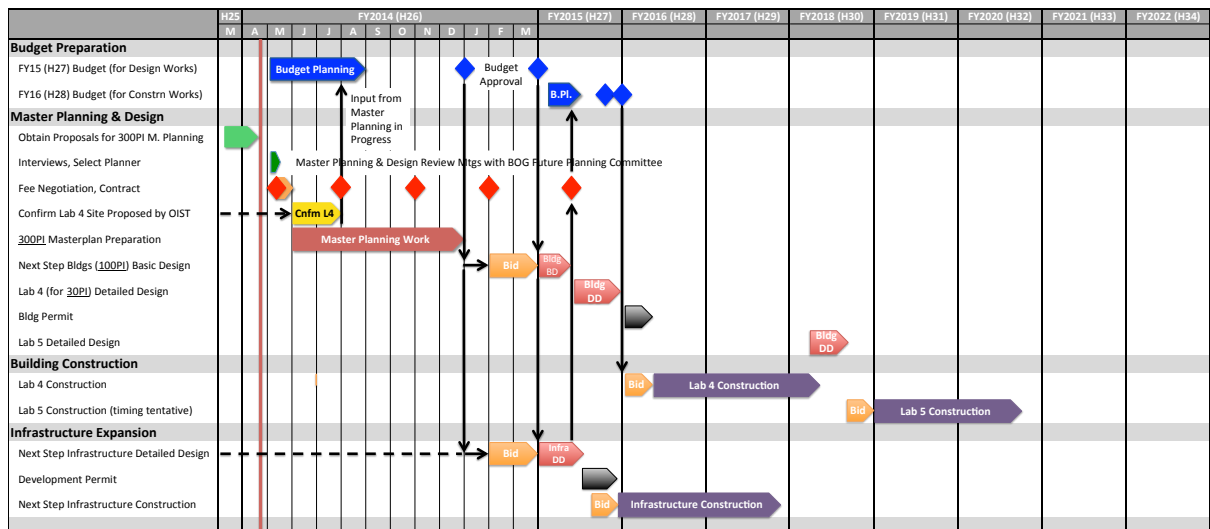 H25 FY2014 (H26) FY2015 (H27) FY2016 (H28) FY2017 (H29) FY2018 (H30) FY2019 (H31) FY2020 (H32) FY2021 (H33) FY2022 (H34)
M A M J J A S O N D J F M
Budget Preparation
FY15 (H27) Budget (for Design Works) Budget Planning Budget
Approval
FY16 (H28) Budget (for Constrn Works) B.Pl.
Input from
Master
Planning in
Progress
Master Planning & Design
Obtain Proposals for 300PI M. Planning
Interviews, Select Planner Master Planning & Design Review Mtgs with BOG Future Planning Committee
Fee Negotiation, Contract
Confirm Lab 4 Site Proposed by OIST Cnfm L4
300PI Masterplan Preparation Master Planning Work
Next Step Bldgs (100PI) Basic Design Bid Bldg
BD
Lab 4 (for 30PI) Detailed Design Bldg
DD
Bldg Permit
Lab 5 Detailed Design Bldg
DD
Building Construction
Lab 4 Construction Bid Lab 4 Construction
Lab 5 Construction (timing tentative) Bid Lab 5 Construction
Infrastructure Expansion
Next Step Infrastructure Detailed Design Bid Infra
DD
Development Permit
Next Step Infrastructure Construction Bid Infrastructure Construction